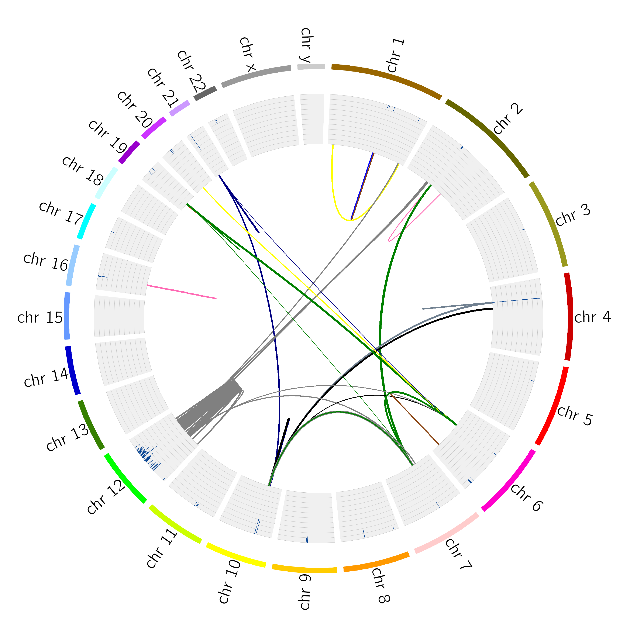 chr 1
chr 2
chr 3
chr 4
chr 5
chr 6
chr 7
chr 8
chr 9
chr 10
chr 11
chr 12
chr 13
chr 14
chr 15
chr 16
chr 17
chr 18
chr 19
chr 20
chr 21
chr 22
chr x
chr y